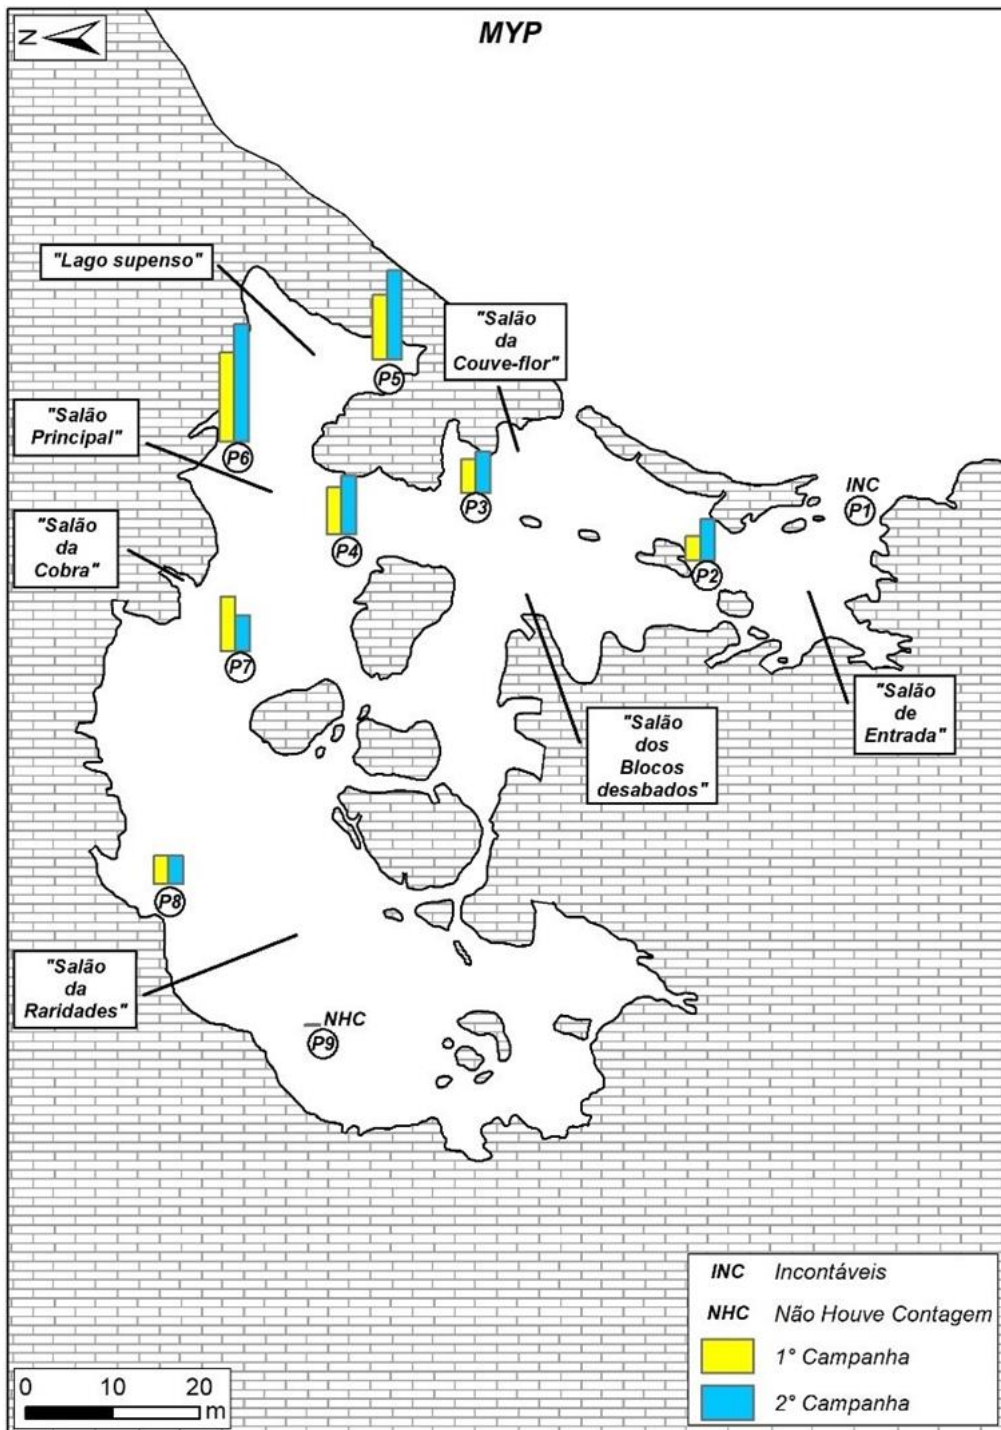 MYP
N
"Lago supenso"
"Salão
da
Couve-flor"
P5
"Salão
Principal"
P6
P3
INC
P1
P4
"Salão
da
Cobra"
P2
P7
"Salão
de
Entrada"
"Salão
dos
Blocos
desabados"
P8
"Salão
da
Raridades"
NHC
P9
INC Incontáveis
NHC Não Houve Contagem
1° Campanha
2° Campanha
0 10 20
m